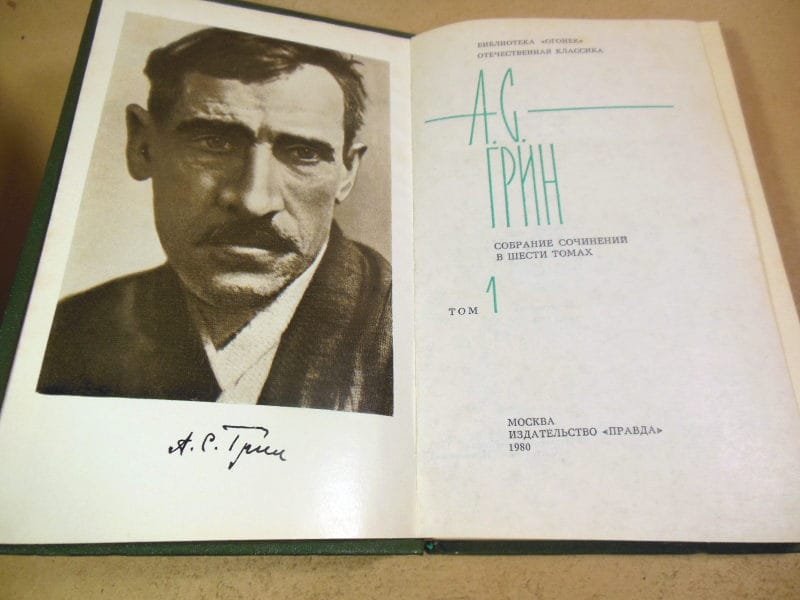 А. С. Грин
БИБЛИОТЕКА «ОГОНЕК»
ОТЕЧЕСТВЕННАЯ КЛАССИКА
А.С.
ГРИН
СОБРАНИЕ СОЧИНЕНИЙ
В ШЕСТИ ТОМАХ
ТОМ 1
МОСКВА
ИЗДАТЕЛЬСТВО «ПРАВДА»
1980